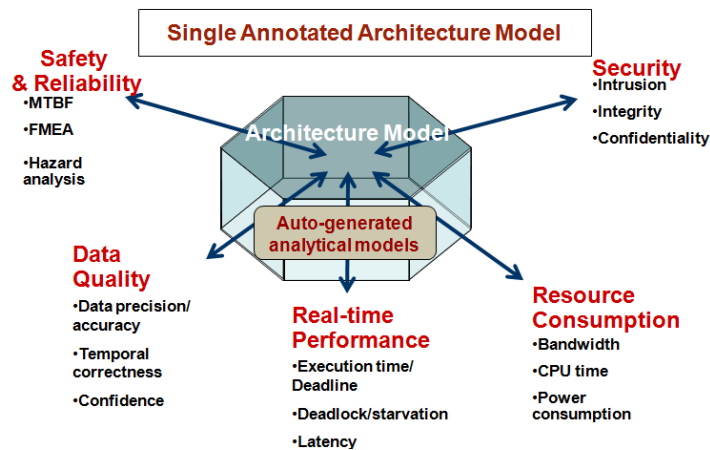 Single Annotated Architecture Model
Safety
& Reliability
•MTBF
•FMEA
•Hazard
analysis
Security
•Intrusion
•Integrity
•Confidentiality
Architecture Model
Auto-generated
analytical models
Data
Quality
•Data precision/
accuracy
•Temporal
correctness
•Confidence
Real-time
Performance
•Execution time/
Deadline
•Deadlock/starvation
•Latency
Resource
Consumption
•Bandwidth
•CPU time
•Power
consumption